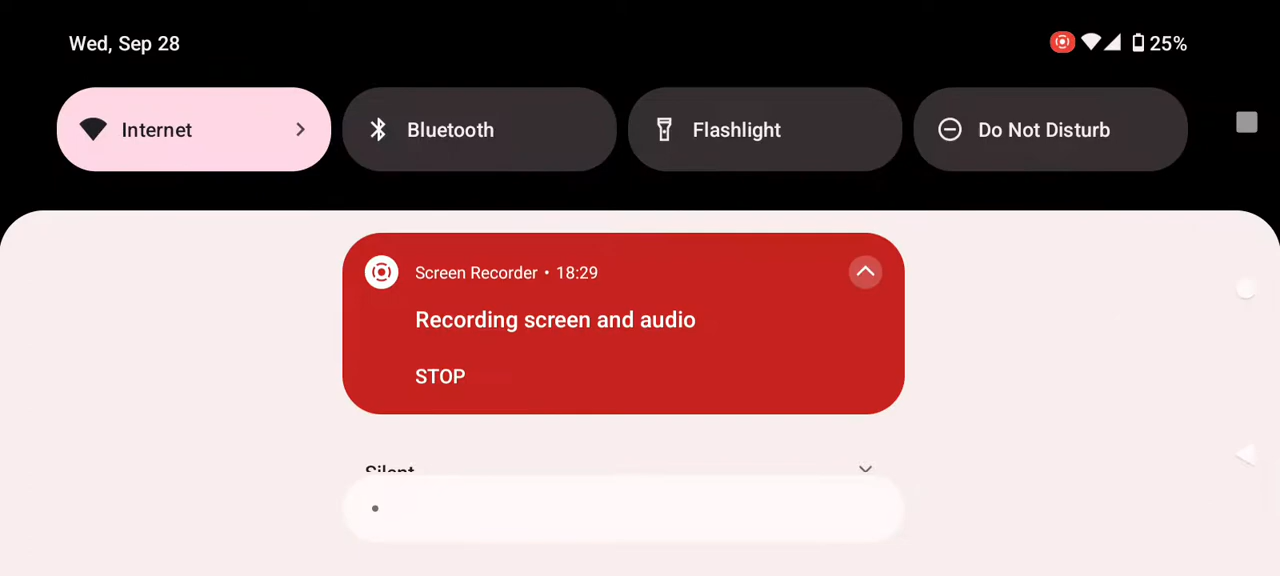 Wed, Sep 28
25%
Internet
Bluetooth
Flashlight
Do Not Disturb
Screen Recorder • 18:29
Recording screen and audio
STOP
Silent